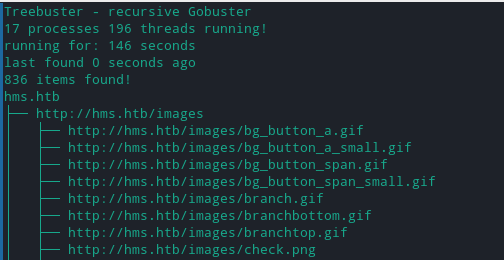 Treebuster - recursive Gobuster
17 processes 196 threads running!
running for: 146 seconds
last found 0 seconds ago
836 items found!
hms.htb
├── http://hms.htb/images
│   ├── http://hms.htb/images/bg_button_a.gif
│   ├── http://hms.htb/images/bg_button_a_small.gif
│   ├── http://hms.htb/images/bg_button_span.gif
│   ├── http://hms.htb/images/bg_button_span_small.gif
│   ├── http://hms.htb/images/branch.gif
│   ├── http://hms.htb/images/branchbottom.gif
│   ├── http://hms.htb/images/branchtop.gif
│   ├── http://hms.htb/images/check.png